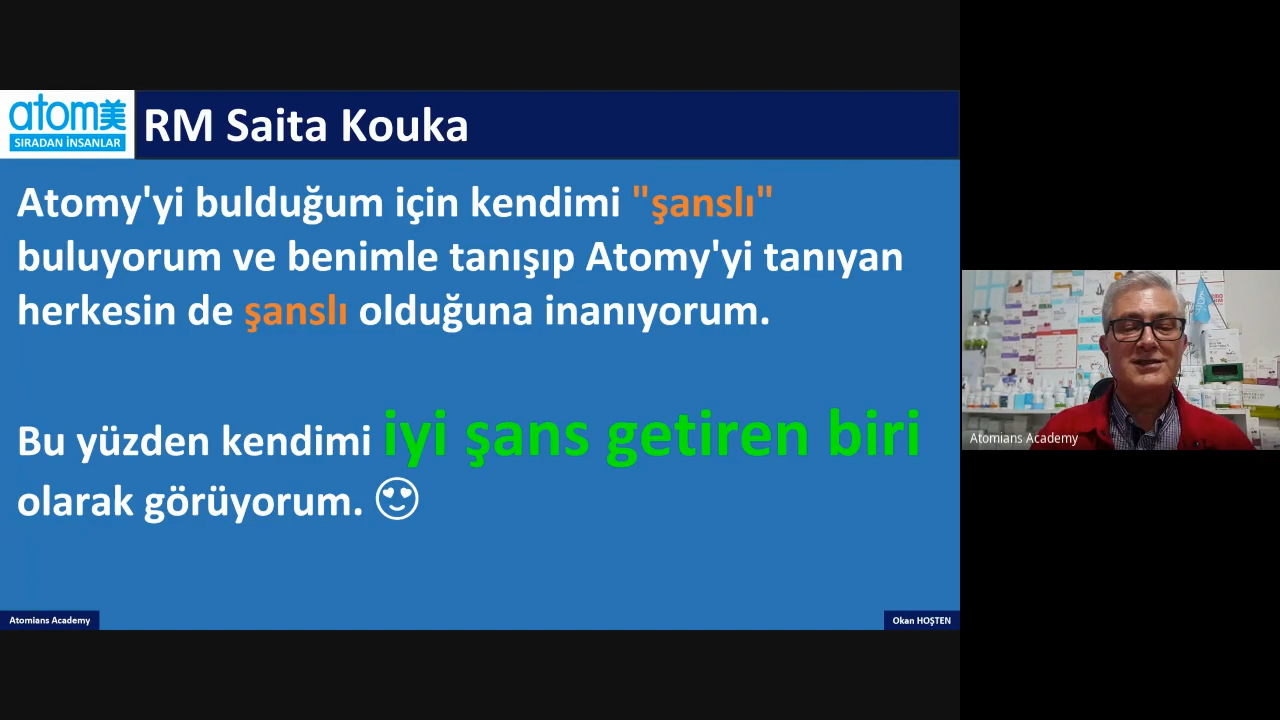 atom美
SIRADAN İNSANLAR
RM Saita Kouka
Atomy'yi bulduğum için kendimi "şanslı"
buluyorum ve benimle tanışıp Atomy'yi tanıyan
herkesin de şanslı olduğuna inanıyorum.
Bu yüzden kendimi iyi şans getiren biri
olarak görüyorum. 😍
Atomians Academy
Okan HOŞTEN
Atomians Academy